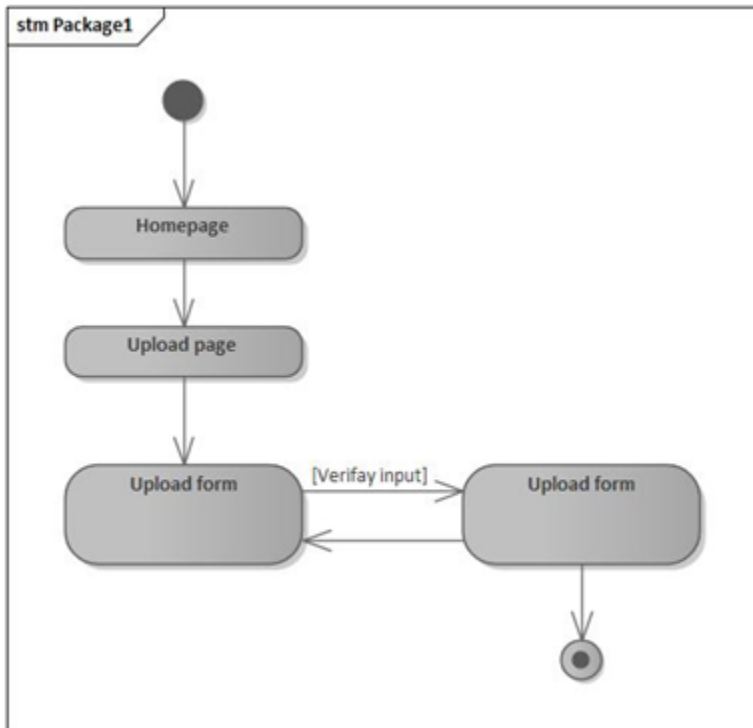 stm Package1
Homepage
Upload page
Upload form
[Verifay input]
Upload form